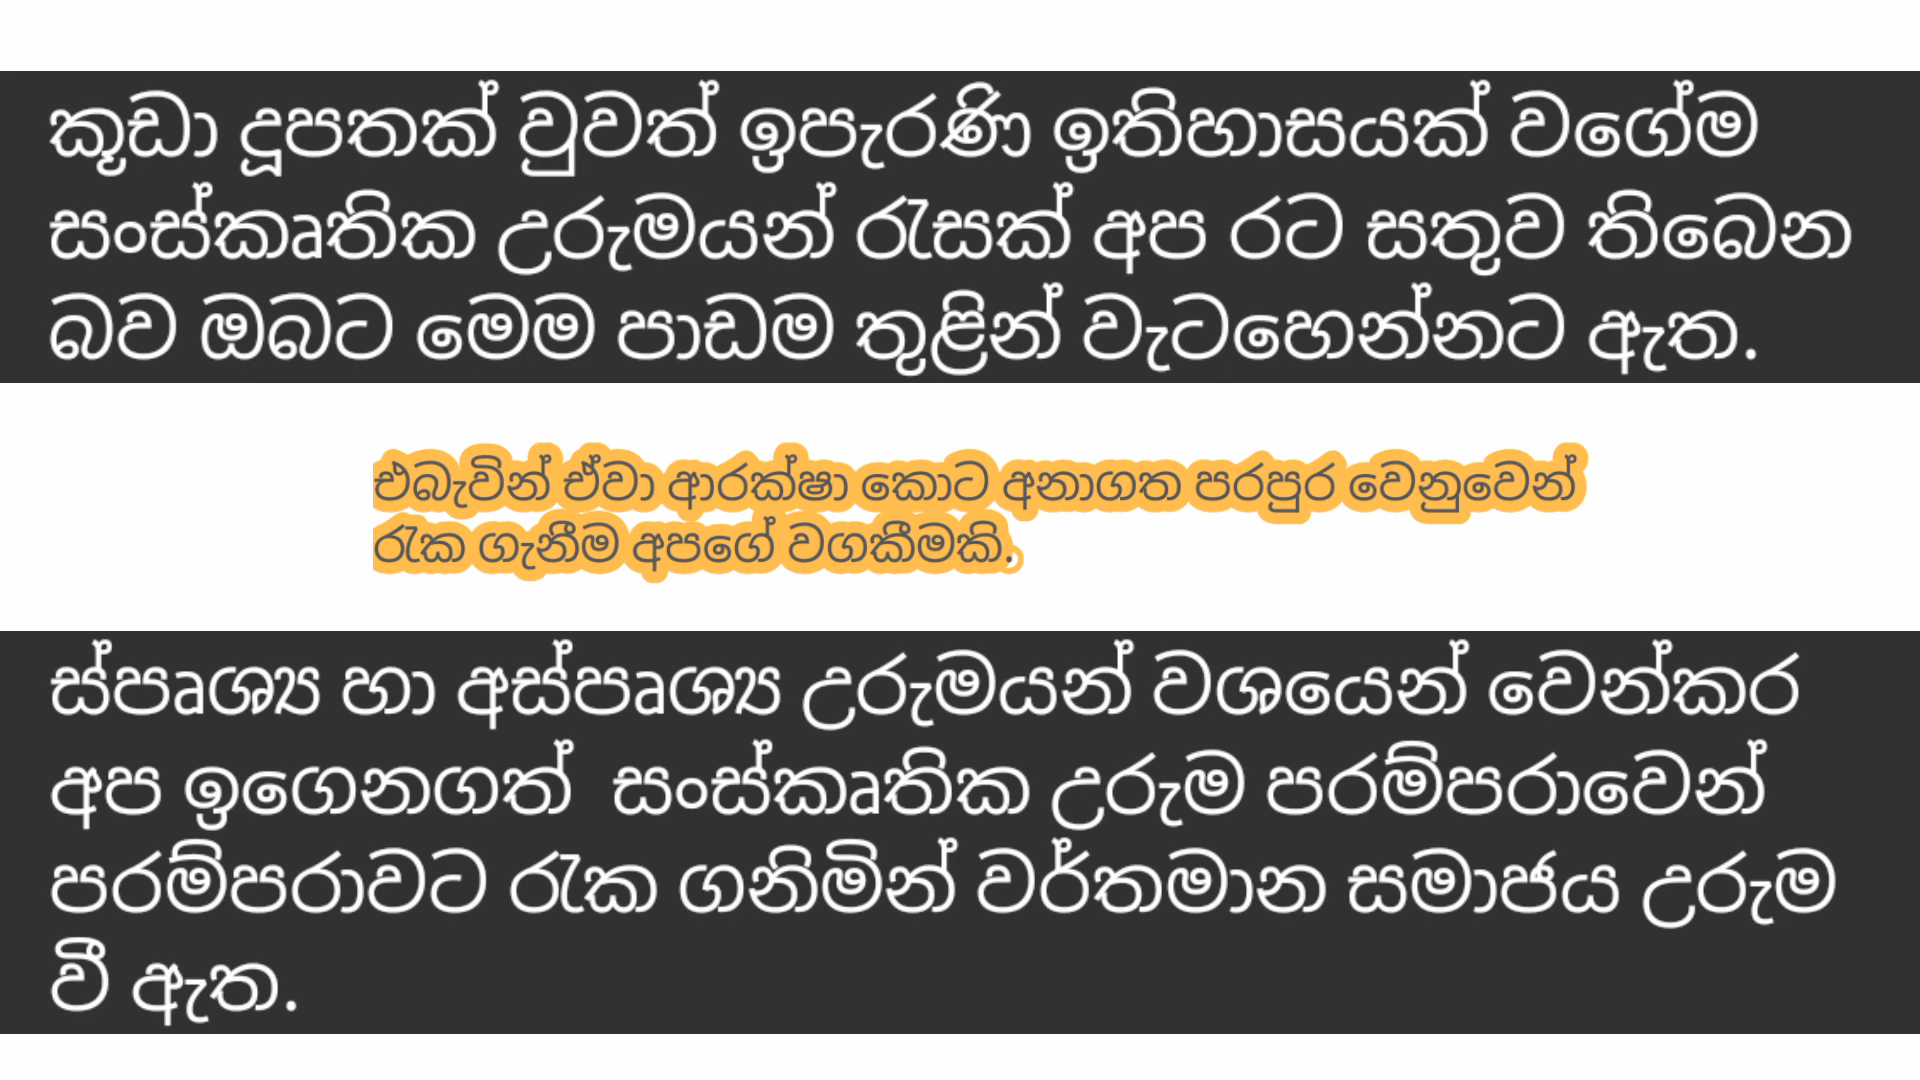 කූඩා දූපතක් වුවත් ඉපැරණි ඉතිහාසයක් වගේම
සංස්කෘතික උරුමයන් රැසක් අප රට සතුව තිබෙන
බව ඔබට මෙම පාඩම තුළින් වැටහෙන්නට ඇත.
එබැවින් ඒවා ආරක්ෂා කොට අනාගත පරපුර වෙනුවෙන්
රැක ගැනීම අපගේ වගකීමකි.
ස්පෘශ්‍ය හා අස්පෘශ්‍ය උරුමයන් වශයෙන් වෙන්කර
අප ඉගෙනගත්  සංස්කෘතික උරුම පරම්පරාවෙන්
පරම්පරාවට රැක ගනිමින් වර්තමාන සමාජය උරුම
වී ඇත.